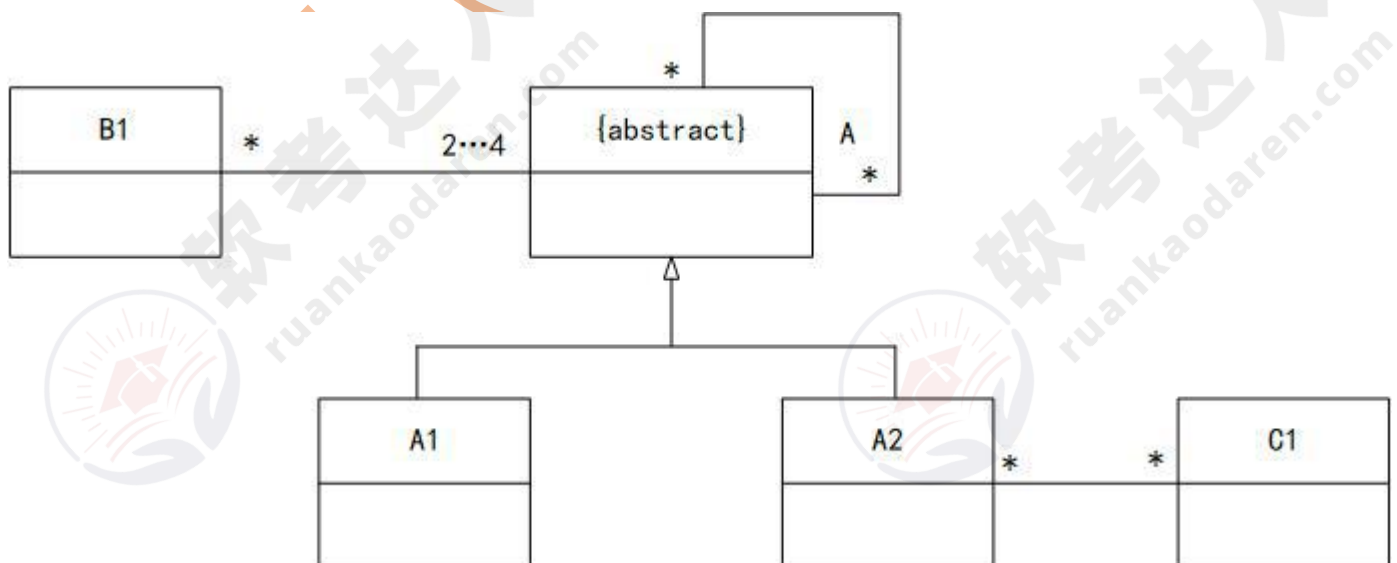 *
B1
*
2…4
{abstract}
A
*
A1
A2
*
*
C1
软考达人
ruankaodaren.com
软考达人
ruankaodaren.com